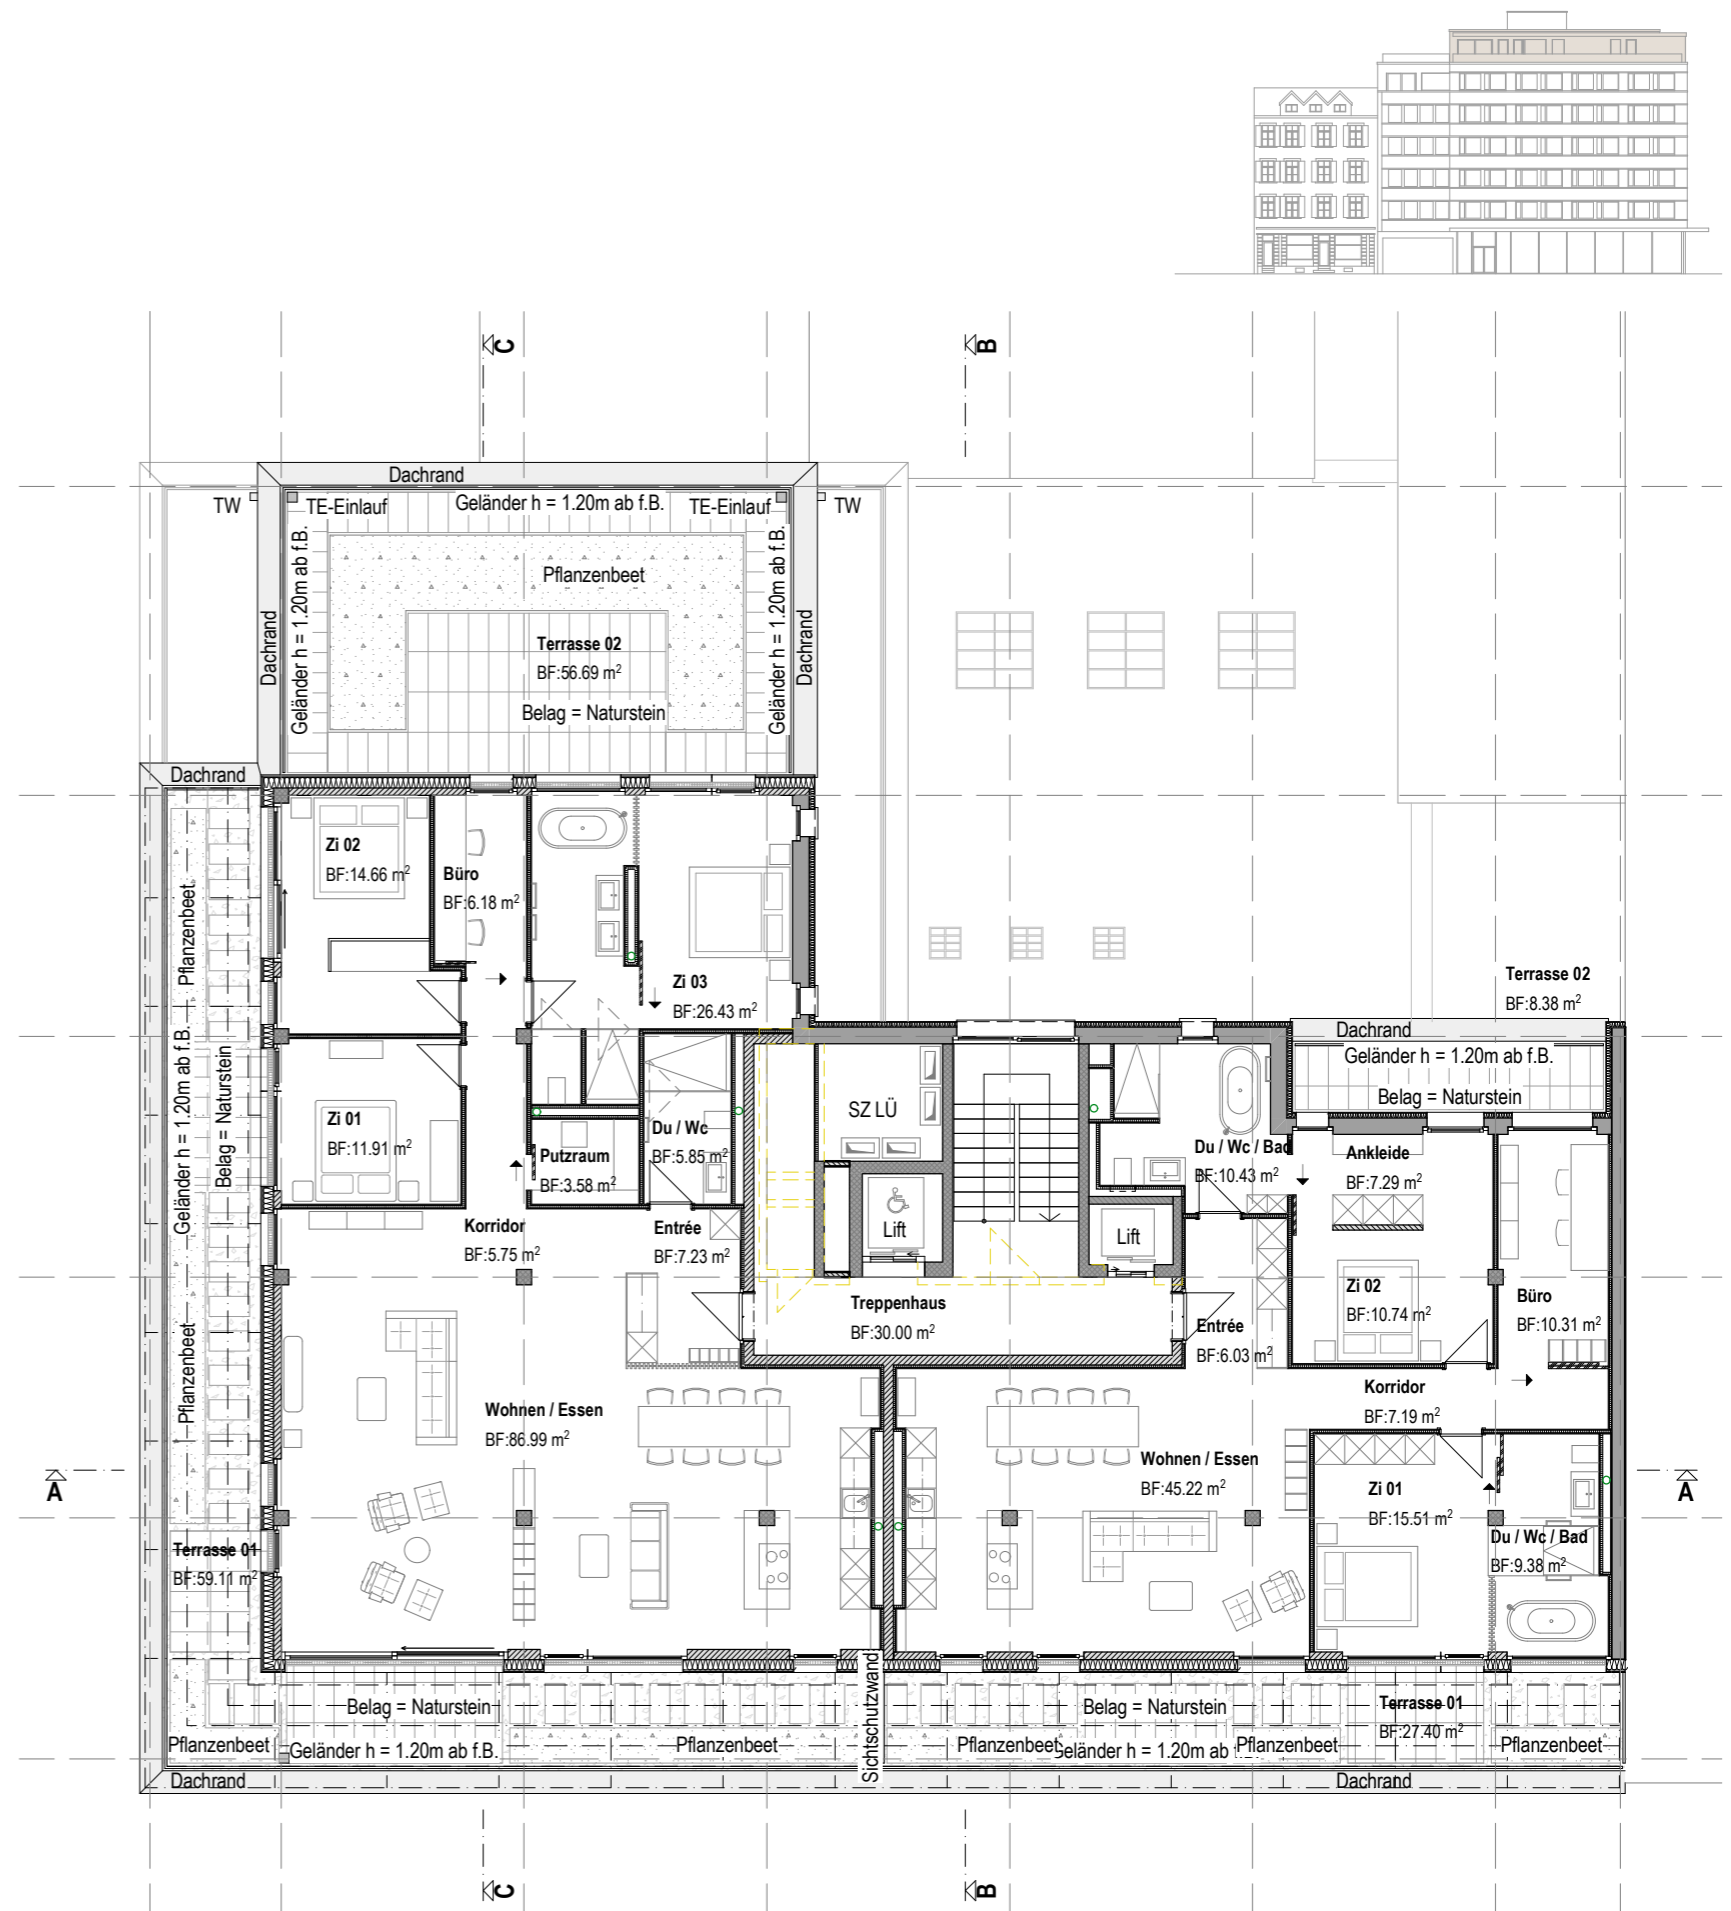 C
B
Dachrand
TW
TE-Einlauf
Geländer h = 1.20m ab f.B.
TE-Einlauf
TW
Geländer h = 1.20m ab f.B.
Geländer h = 1.20m ab f.B.
Pflanzenbeet
Dachrand
Dachrand
Terrasse 02
BF:56.69 m²
Belag = Naturstein
Dachrand
Zi 02
BF:14.66 m²
Büro
BF:6.18 m²
Pflanzenbeet
Zi 03
BF:26.43 m²
Terrasse 02
BF:8.38 m²
Dachrand
Geländer h = 1.20m ab f.B.
Belag = Naturstein
Geländer h = 1.20m ab f.B.
Belag = Naturstein
Zi 01
BF:11.91 m²
Putzraum
BF:3.58 m²
Du / Wc
BF:5.85 m²
SZ LÜ
Lift
Lift
Du / Wc / Bad
BF:10.43 m²
Ankleide
BF:7.29 m²
Korridor
BF:5.75 m²
Entrée
BF:7.23 m²
Treppenhaus
BF:30.00 m²
Entrée
BF:6.03 m²
Zi 02
BF:10.74 m²
Büro
BF:10.31 m²
Pflanzenbeet
Wohnen / Essen
BF:86.99 m²
Korridor
BF:7.19 m²
Wohnen / Essen
BF:45.22 m²
Zi 01
BF:15.51 m²
A
A
Terrasse 01
BF:59.11 m²
Du / Wc / Bad
BF:9.38 m²
Sichtschutzwand
Belag = Naturstein
Belag = Naturstein
Terrasse 01
BF:27.40 m²
Pflanzenbeet
Geländer h = 1.20m ab f.B.
Pflanzenbeet
Pflanzenbeet
Geländer h = 1.20m ab
Pflanzenbeet
Pflanzenbeet
Dachrand
Dachrand
C
B